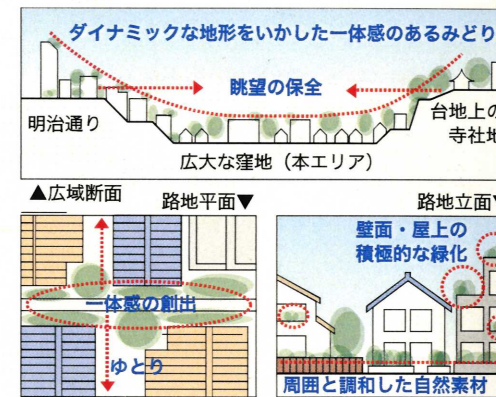 ダイナミックな地形をいかした一体感のあるみどり
眺望の保全
明治通り
台地上の
寺社地
広大な窪地（本エリア）
▲広域断面
路地平面▼
路地立面▼
壁面・屋上の
積極的な緑化
一体感の創出
ゆとり
周囲と調和した自然素材